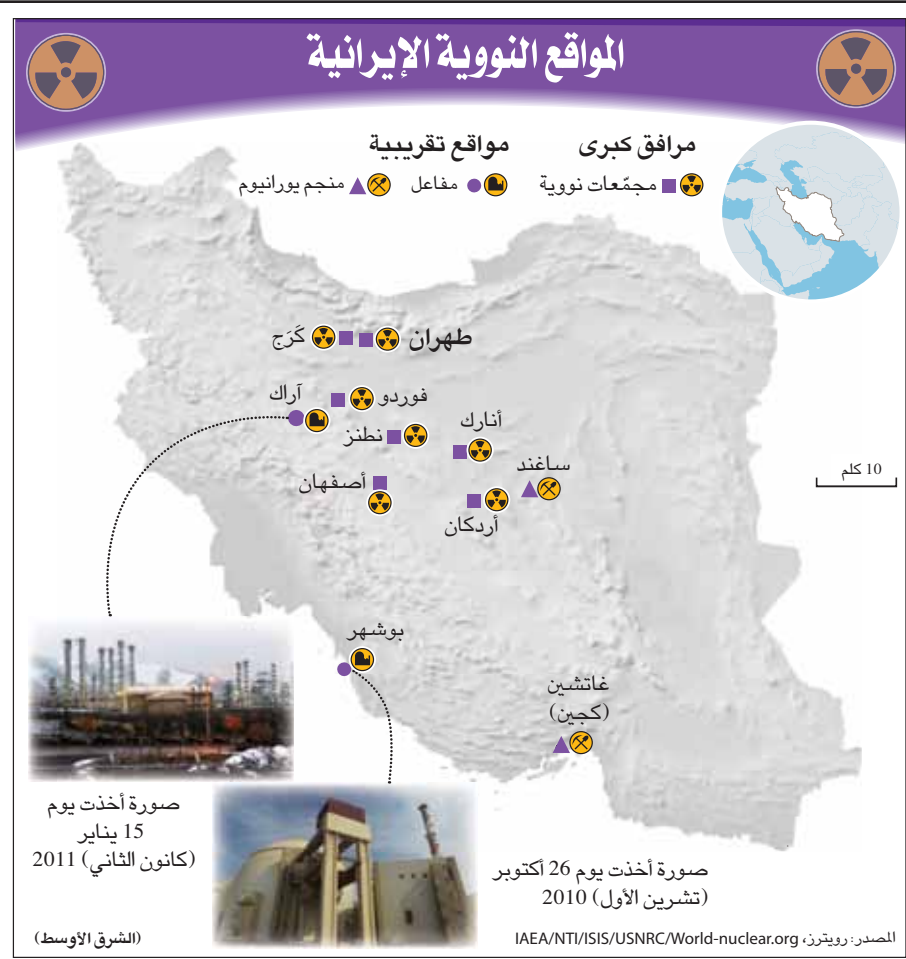 المواقع النووية الإيرانية
مرافق كبرى
مجمّعات نووية
مواقع تقريبية
مفاعل
منجم يورانيوم
طهران
كَرَج
فوردو
آراك
نطنز
أنارك
ساغند
أصفهان
أردكان
10 كلم
بوشهر
غاتشين
(كجين)
صورة أخذت يوم
15 يناير
(كانون الثاني) 2011
صورة أخذت يوم 26 أكتوبر
(تشرين الأول) 2010
المصدر: رويترز، IAEA/NTI/ISIS/USNRC/World-nuclear.org
(الشرق الأوسط)